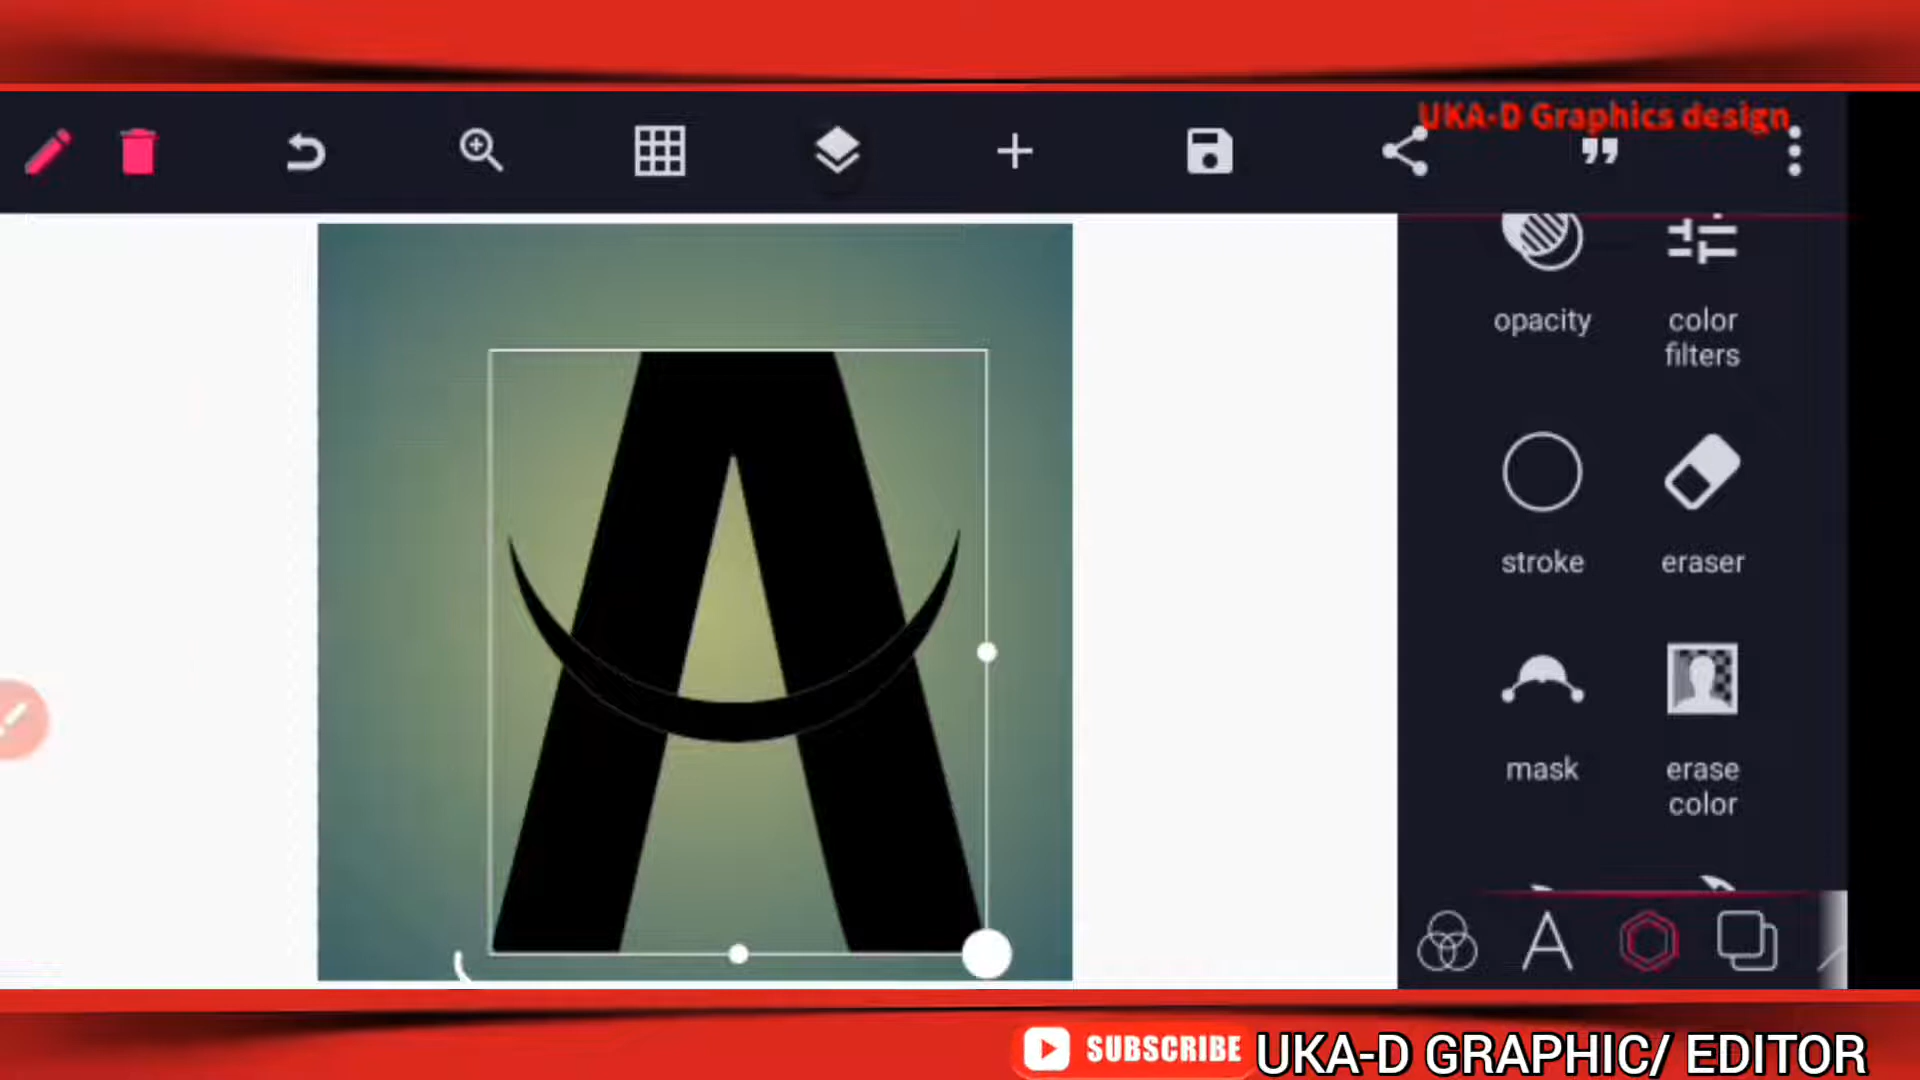 UKA-D Graphics design
opacity
color
filters
stroke
eraser
mask
erase
color
SUBSCRIBE
UKA-D GRAPHIC/ EDITOR